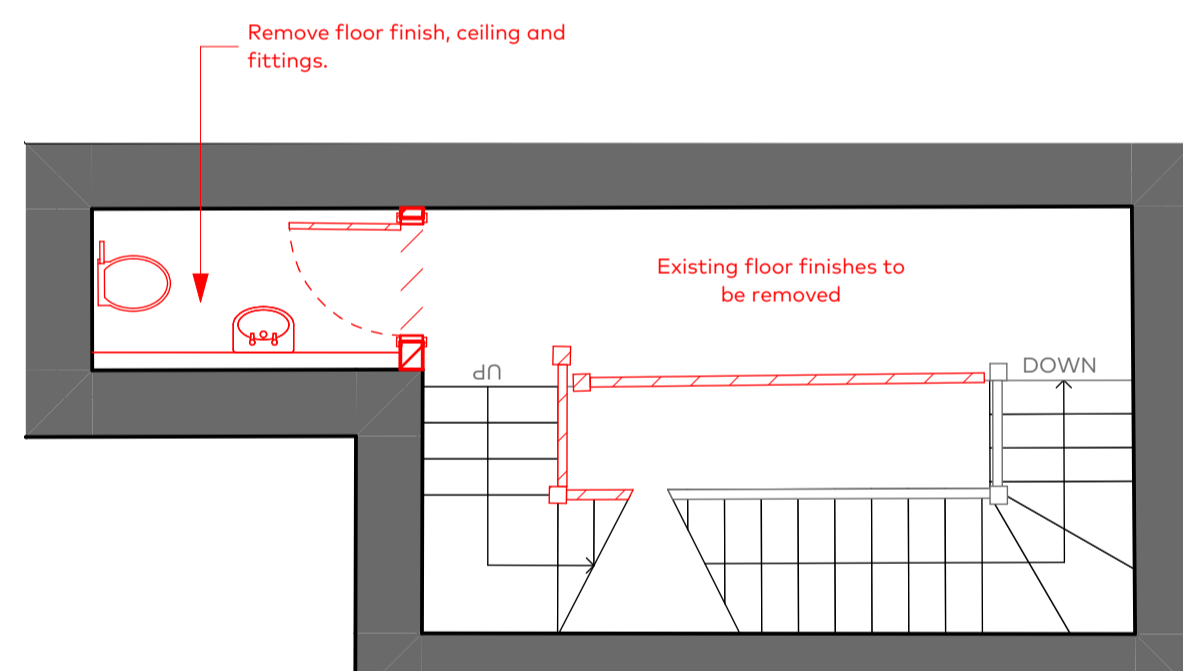 Remove floor finish, ceiling and
fittings.
Existing floor finishes to
be removed
UP
DOWN